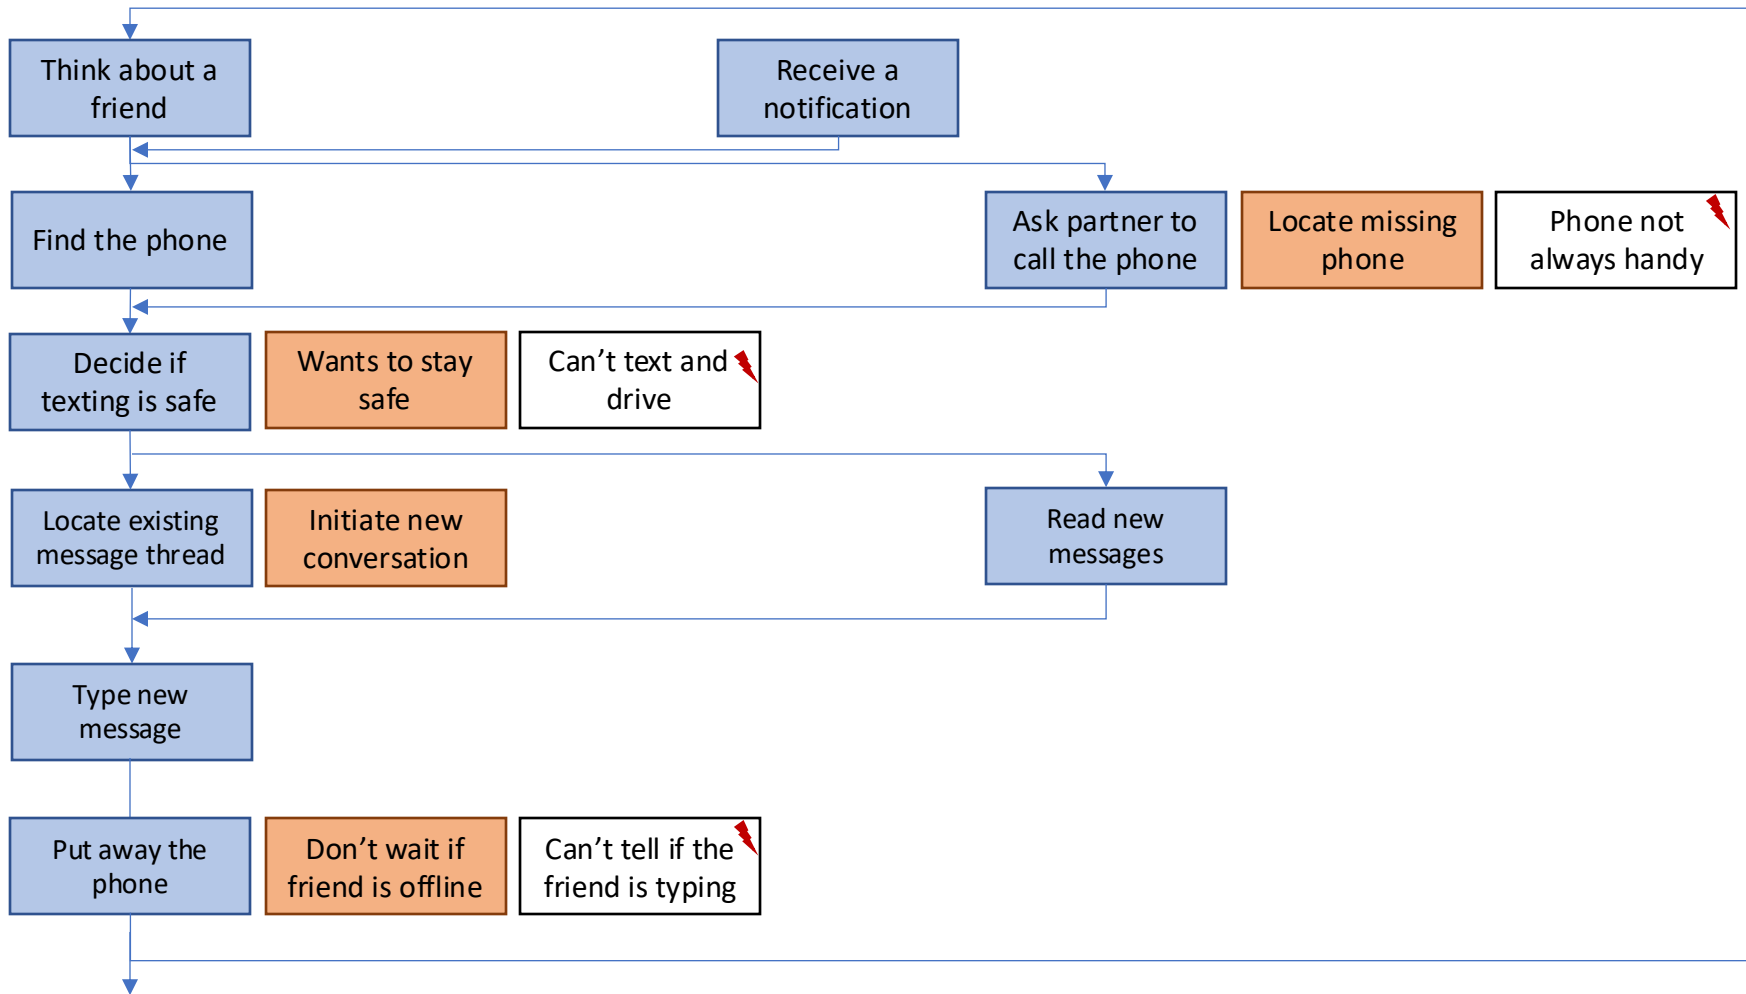 Think about a
friend
Receive a
notification
Find the phone
Ask partner to
call the phone
Locate missing
phone
Phone not
always handy
Decide if
texting is safe
Wants to stay
safe
Can’t text and
drive
Locate existing
message thread
Initiate new
conversation
Read new
messages
Type new
message
Put away the
phone
Don’t wait if
friend is offline
Can’t tell if the
friend is typing